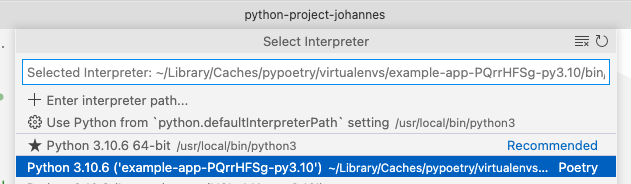 python-project-johannes
Select Interpreter
Selected Interpreter: ~/Library/Caches/pypoetry/virtualenvs/example-app-PQrrHFSg-py3.10/bin/
Enter interpreter path...
Use Python from `python.defaultInterpreterPath` setting /usr/local/bin/python3
Python 3.10.6 64-bit /usr/local/bin/python3 Recommended
Python 3.10.6 ('example-app-PQrrHFSg-py3.10') ~/Library/Caches/pypoetry/virtualenvs... Poetry